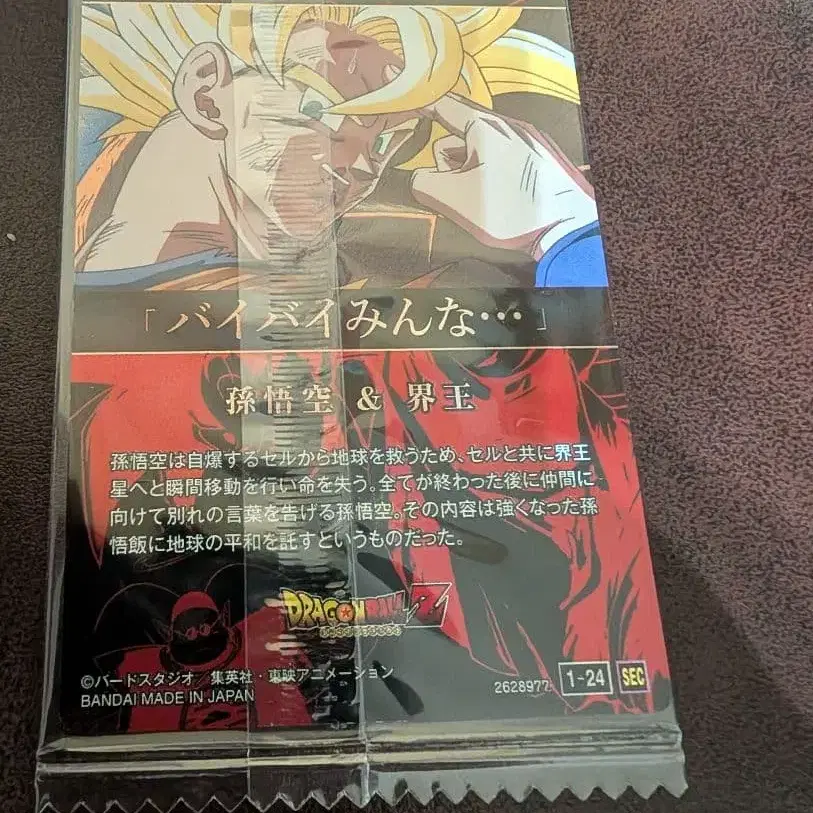 「バイバイみんな…」
孫悟空 & 界王
孫悟空は自爆するセルから地球を救うため、セルと共に界王
星へと瞬間移動を行い命を失う。全てが終わった後に仲間に
向けて別れの言葉を告げる孫悟空。その内容は強くなった孫
悟飯に地球の平和を託すというものだった。
DRAGONBALL Z
©バードスタジオ／集英社・東映アニメーション
BANDAI MADE IN JAPAN
2628977
1-24
SEC